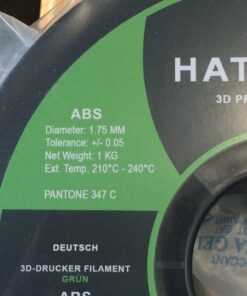 HAT
3D P
ABS
Diameter: 1.75 MM
Tolerance: +/- 0.05
Net Weight: 1 KG
Ext. Temp. 210°C - 240°C
PANTONE 347 C
DEUTSCH
3D-DRUCKER FILAMENT
GRÜN
ABS